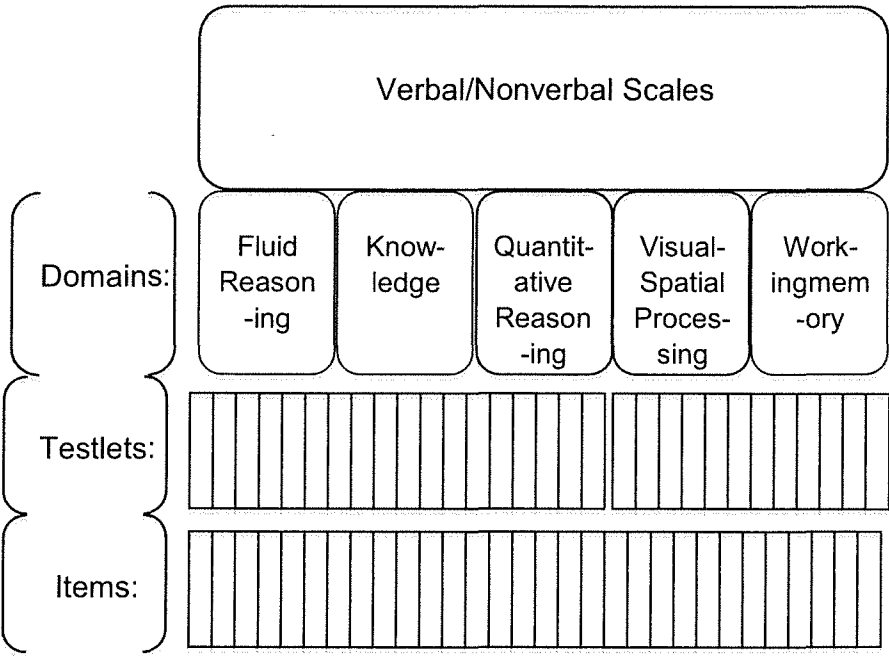 Verbal/Nonverbal Scales
Domains:
Fluid
Reason
-ing
Know-
ledge
Quantit-
ative
Reason
-ing
Visual-
Spatial
Proces-
sing
Work-
ingmem
-ory
Testlets:
Items: